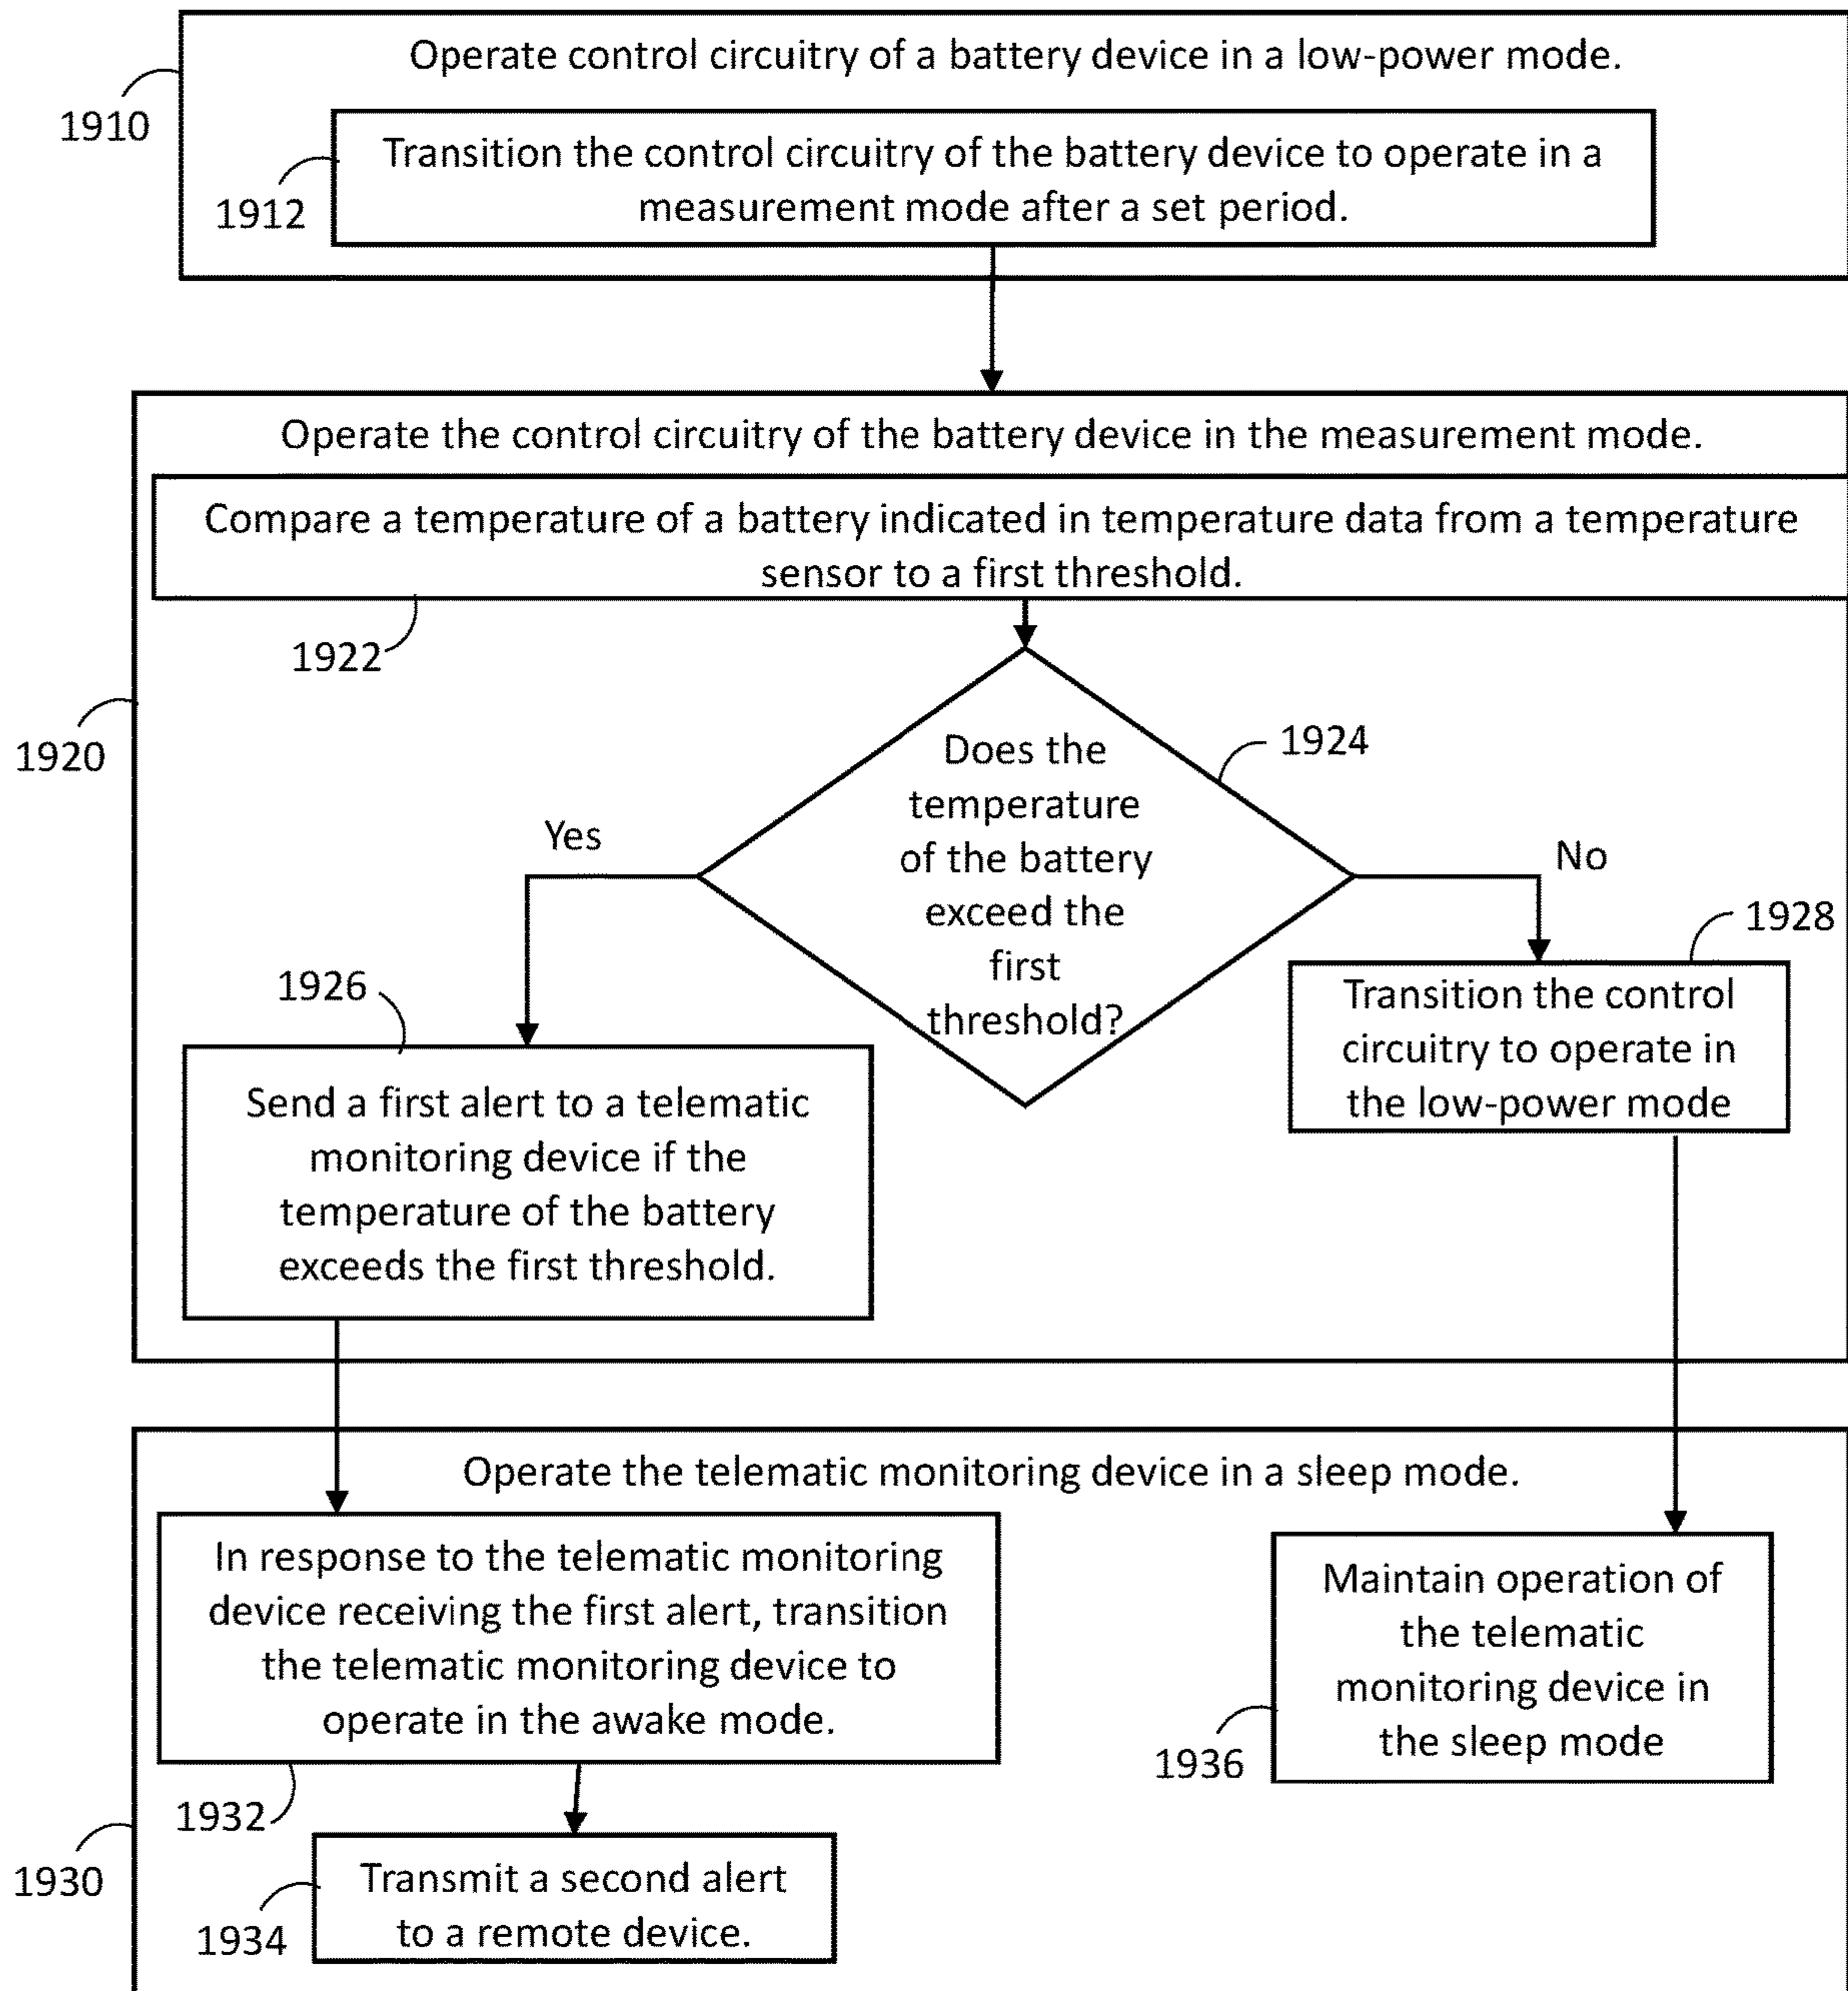 Operate control circuitry of a battery device in a low-power mode.
1910
Transition the control circuitry of the battery device to operate in a
measurement mode after a set period.
1912
Operate the control circuitry of the battery device in the measurement mode.
Compare a temperature of a battery indicated in temperature data from a temperature
sensor to a first threshold.
1922
1920
Does the
temperature
of the battery
exceed the
first
threshold?
1924
Yes
No
1926
1928
Send a first alert to a telematic
monitoring device if the
temperature of the battery
exceeds the first threshold.
Transition the control
circuitry to operate in
the low-power mode
Operate the telematic monitoring device in a sleep mode.
In response to the telematic monitoring
device receiving the first alert, transition
the telematic monitoring device to
operate in the awake mode.
Maintain operation of
the telematic
monitoring device in
the sleep mode
1936
1932
1930
Transmit a second alert
to a remote device.
1934